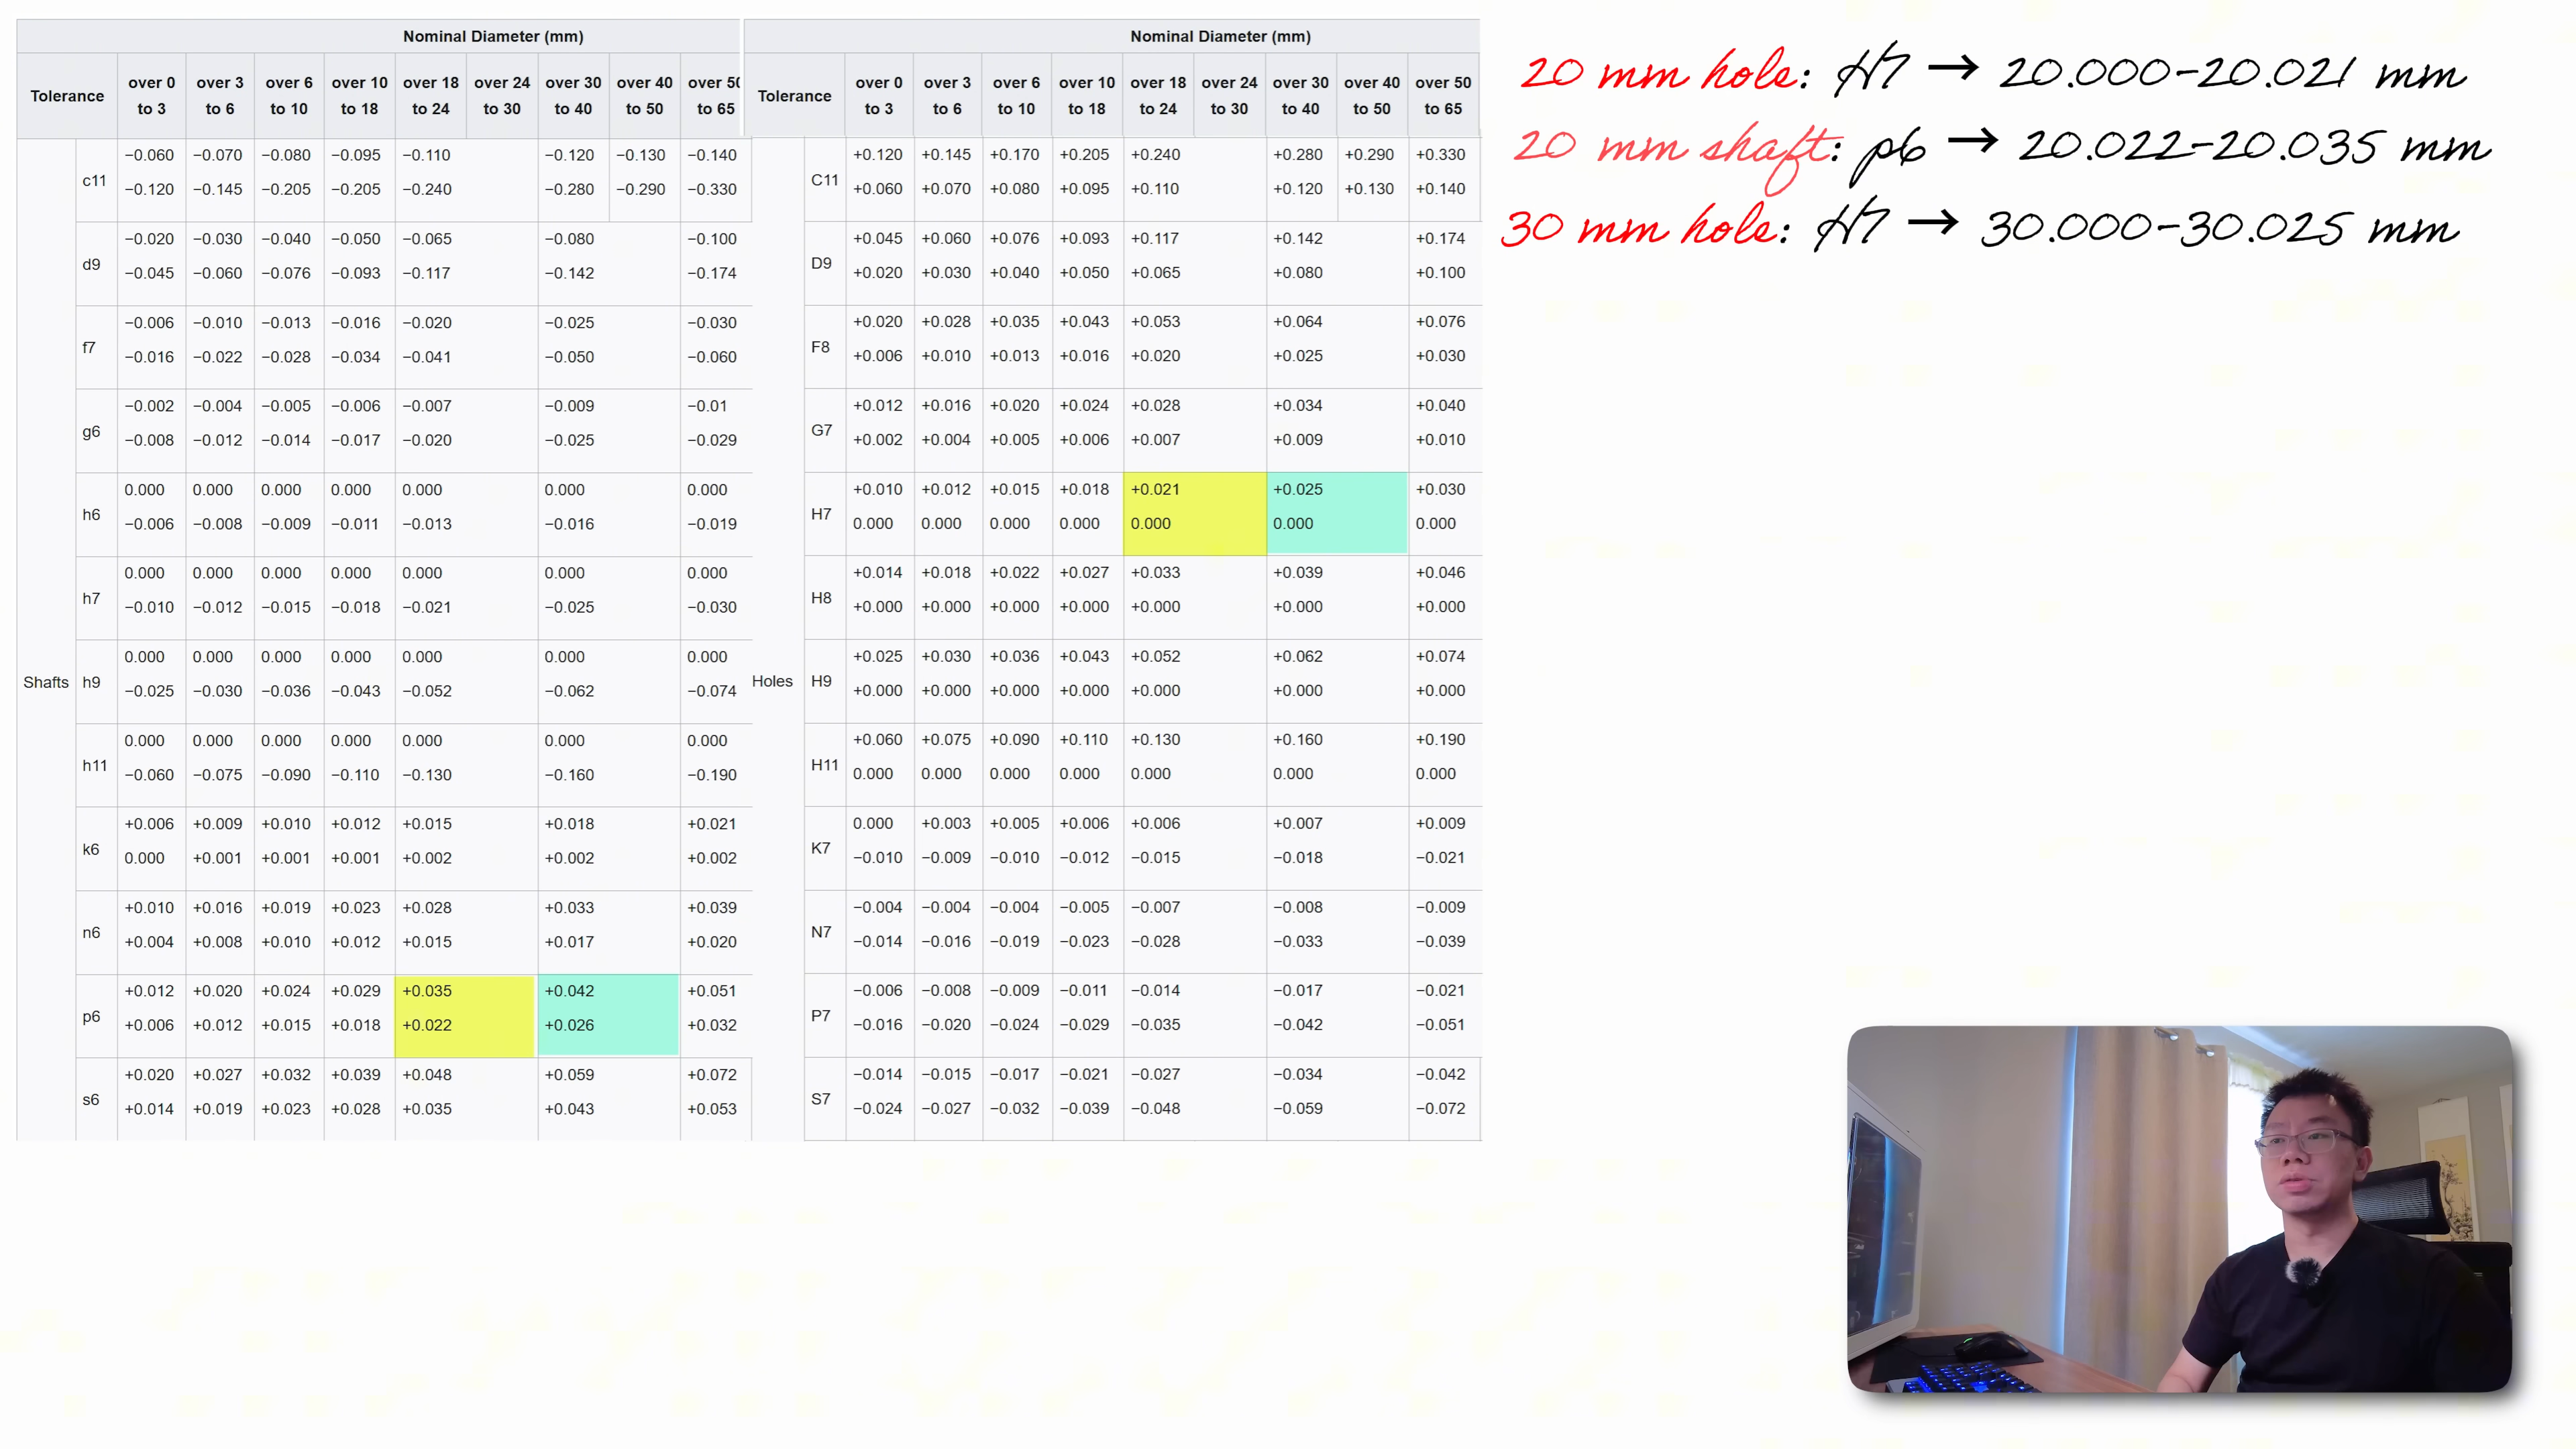 Nominal Diameter (mm)
Tolerance over 0 to 3 over 3 to 6 over 6 to 10 over 10 to 18 over 18 to 24 over 24 to 30 over 30 to 40 over 40 to 50 over 50 to 65
Shafts
c11 −0.060 −0.070 −0.080 −0.095 −0.110 −0.120 −0.130 −0.140
−0.120 −0.145 −0.205 −0.205 −0.240 −0.280 −0.290 −0.330
d9 −0.020 −0.030 −0.040 −0.050 −0.065 −0.080 −0.100
−0.045 −0.060 −0.076 −0.093 −0.117 −0.142 −0.174
f7 −0.006 −0.010 −0.013 −0.016 −0.020 −0.025 −0.030
−0.016 −0.022 −0.028 −0.034 −0.041 −0.050 −0.060
g6 −0.002 −0.004 −0.005 −0.006 −0.007 −0.009 −0.01
−0.008 −0.012 −0.014 −0.017 −0.020 −0.025 −0.029
h6 0.000 0.000 0.000 0.000 0.000 0.000 0.000
−0.006 −0.008 −0.009 −0.011 −0.013 −0.016 −0.019
h7 0.000 0.000 0.000 0.000 0.000 0.000 0.000
−0.010 −0.012 −0.015 −0.018 −0.021 −0.025 −0.030
h9 0.000 0.000 0.000 0.000 0.000 0.000 0.000
−0.025 −0.030 −0.036 −0.043 −0.052 −0.062 −0.074
h11 0.000 0.000 0.000 0.000 0.000 0.000 0.000
−0.060 −0.075 −0.090 −0.110 −0.130 −0.160 −0.190
k6 +0.006 +0.009 +0.010 +0.012 +0.015 +0.018 +0.021
0.000 +0.001 +0.001 +0.001 +0.002 +0.002 +0.002
n6 +0.010 +0.016 +0.019 +0.023 +0.028 +0.033 +0.039
+0.004 +0.008 +0.010 +0.012 +0.015 +0.017 +0.020
p6 +0.012 +0.020 +0.024 +0.029 +0.035 +0.042 +0.051
+0.006 +0.012 +0.015 +0.018 +0.022 +0.026 +0.032
s6 +0.020 +0.027 +0.032 +0.039 +0.048 +0.059 +0.072
+0.014 +0.019 +0.023 +0.028 +0.035 +0.043 +0.053
Nominal Diameter (mm)
Tolerance over 0 to 3 over 3 to 6 over 6 to 10 over 10 to 18 over 18 to 24 over 24 to 30 over 30 to 40 over 40 to 50 over 50 to 65
Holes
C11 +0.120 +0.145 +0.170 +0.205 +0.240 +0.280 +0.290 +0.330
+0.060 +0.070 +0.080 +0.095 +0.110 +0.120 +0.130 +0.140
D9 +0.045 +0.060 +0.076 +0.093 +0.117 +0.142 +0.174
+0.020 +0.030 +0.040 +0.050 +0.065 +0.080 +0.100
F8 +0.020 +0.028 +0.035 +0.043 +0.053 +0.064 +0.076
+0.006 +0.010 +0.013 +0.016 +0.020 +0.025 +0.030
G7 +0.012 +0.016 +0.020 +0.024 +0.028 +0.034 +0.040
+0.002 +0.004 +0.005 +0.006 +0.007 +0.009 +0.010
H7 +0.010 +0.012 +0.015 +0.018 +0.021 +0.025 +0.030
0.000 0.000 0.000 0.000 0.000 0.000 0.000
H8 +0.014 +0.018 +0.022 +0.027 +0.033 +0.039 +0.046
+0.000 +0.000 +0.000 +0.000 +0.000 +0.000 +0.000
H9 +0.025 +0.030 +0.036 +0.043 +0.052 +0.062 +0.074
+0.000 +0.000 +0.000 +0.000 +0.000 +0.000 +0.000
H11 +0.060 +0.075 +0.090 +0.110 +0.130 +0.160 +0.190
0.000 0.000 0.000 0.000 0.000 0.000 0.000
K7 0.000 +0.003 +0.005 +0.006 +0.006 +0.007 +0.009
−0.010 −0.009 −0.010 −0.012 −0.015 −0.018 −0.021
N7 −0.004 −0.004 −0.004 −0.005 −0.007 −0.008 −0.009
−0.014 −0.016 −0.019 −0.023 −0.028 −0.033 −0.039
P7 −0.006 −0.008 −0.009 −0.011 −0.014 −0.017 −0.021
−0.016 −0.020 −0.024 −0.029 −0.035 −0.042 −0.051
S7 −0.014 −0.015 −0.017 −0.021 −0.027 −0.034 −0.042
−0.024 −0.027 −0.032 −0.039 −0.048 −0.059 −0.072
20 mm hole: H7 → 20.000-20.021 mm
20 mm shaft: p6 → 20.022-20.035 mm
30 mm hole: H7 → 30.000-30.025 mm